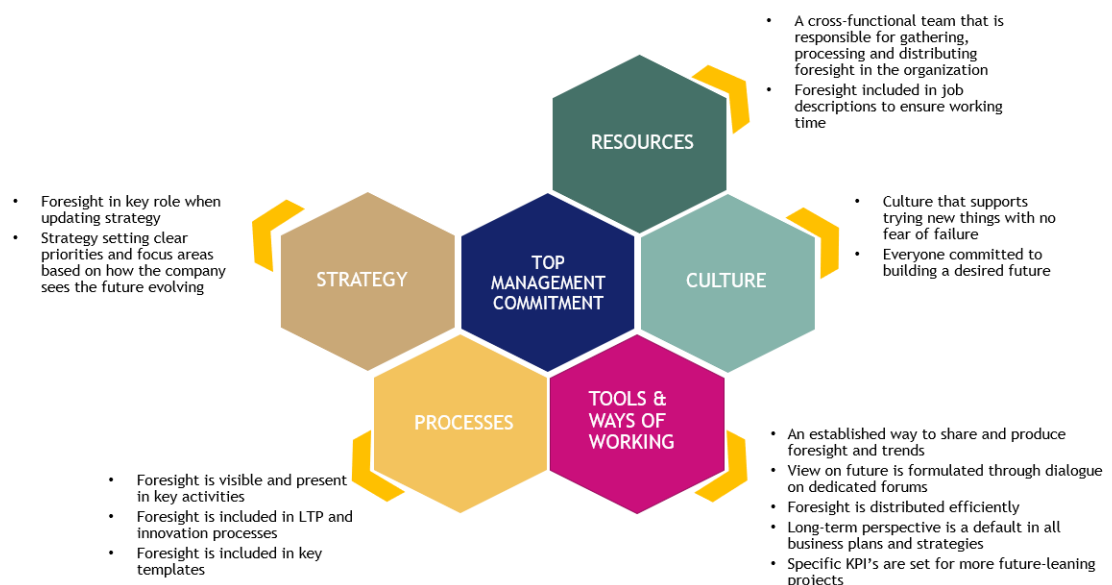 • A cross-functional team that is
responsible for gathering,
processing and distributing
foresight in the organization
• Foresight included in job
descriptions to ensure working
time
RESOURCES
• Foresight in key role when
updating strategy
• Strategy setting clear
priorities and focus areas
based on how the company
sees the future evolving
STRATEGY
TOP
MANAGEMENT
COMMITMENT
CULTURE
• Culture that supports
trying new things with no
fear of failure
• Everyone committed to
building a desired future
PROCESSES
TOOLS &
WAYS OF
WORKING
• Foresight is visible and present
in key activities
• Foresight is included in LTP and
innovation processes
• Foresight is included in key
templates
• An established way to share and produce
foresight and trends
• View on future is formulated through dialogue
on dedicated forums
• Foresight is distributed efficiently
• Long-term perspective is a default in all
business plans and strategies
• Specific KPI's are set for more future-leaning
projects